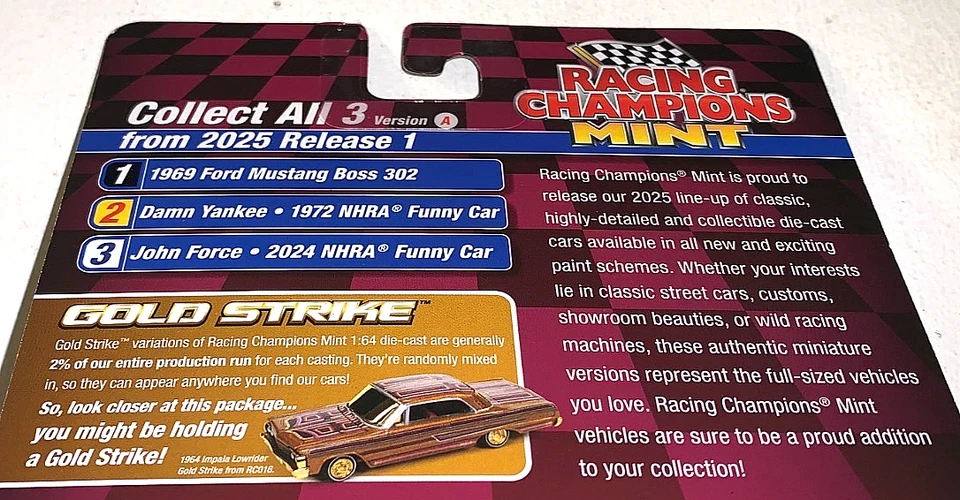 Collect All 3 Version A
from 2025 Release 1
1 1969 Ford Mustang Boss 302
2 Damn Yankee • 1972 NHRA® Funny Car
3 John Force • 2024 NHRA® Funny Car
GOLD STRIKE™
Gold Strike™ variations of Racing Champions Mint 1:64 die-cast are generally
2% of our entire production run for each casting. They're randomly mixed
in, so they can appear anywhere you find our cars!
So, look closer at this package...
you might be holding
a Gold Strike!
1964 Impala Lowrider
Gold Strike from RC016.
RACING
CHAMPIONS
MINT
Racing Champions® Mint is proud to
release our 2025 line-up of classic,
highly-detailed and collectible die-cast
cars available in all new and exciting
paint schemes. Whether your interests
lie in classic street cars, customs,
showroom beauties, or wild racing
machines, these authentic miniature
versions represent the full-sized vehicles
you love. Racing Champions® Mint
vehicles are sure to be a proud addition
to your collection!